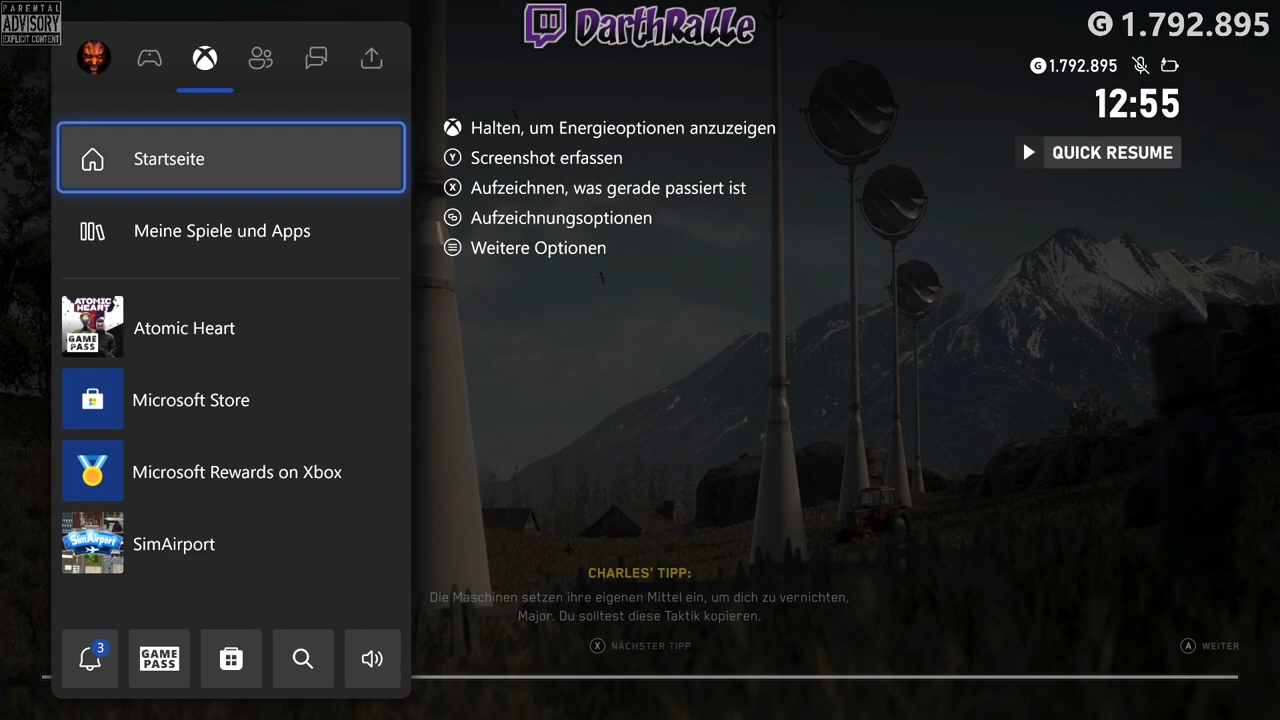 PARENTAL
ADVISORY
EXPLICIT CONTENT
DarthRaLLe
G 1.792.895
G 1.792.895
12:55
QUICK RESUME
Startseite
Meine Spiele und Apps
ATOMIC HEART
GAME PASS
Atomic Heart
Microsoft Store
Microsoft Rewards on Xbox
SimAirport
SimAirport
3
GAME PASS
Halten, um Energieoptionen anzuzeigen
Y Screenshot erfassen
X Aufzeichnen, was gerade passiert ist
Aufzeichnungsoptionen
Weitere Optionen
CHARLES' TIPP:
Die Maschinen setzen ihre eigenen Mittel ein, um dich zu vernichten,
Major. Du solltest diese Taktik kopieren.
X NÄCHSTER TIPP
A WEITER